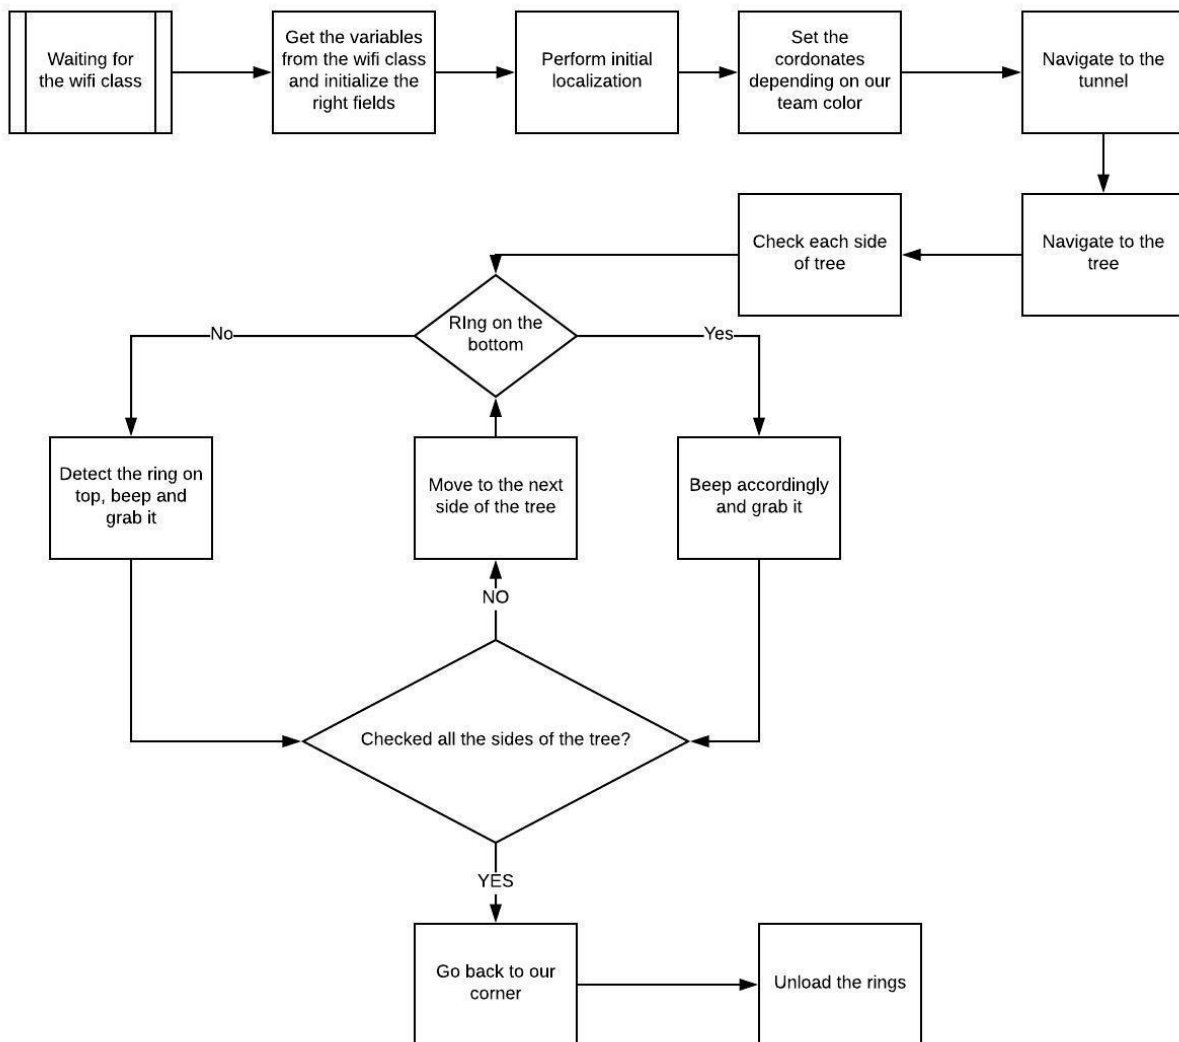 Waiting for
the wifi class
Get the variables
from the wifi class
and initialize the
right fields
Perform initial
localization
Set the
cordonates
depending on our
team color
Navigate to the
tunnel
Check each side
of tree
Navigate to the
tree
RIng on the
bottom
No
Yes
Detect the ring on
top, beep and
grab it
Move to the next
side of the tree
Beep accordingly
and grab it
NO
Checked all the sides of the tree?
YES
Go back to our
corner
Unload the rings